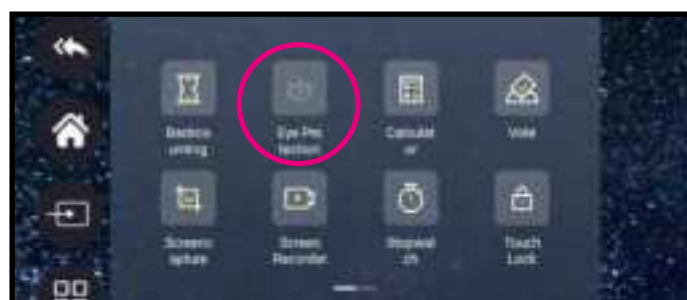 Backco
unting
Eye Pro
tection
Calculat
or
Vote
Screenc
apture
Screen
Recorder
Stopwat
ch
Touch
Lock